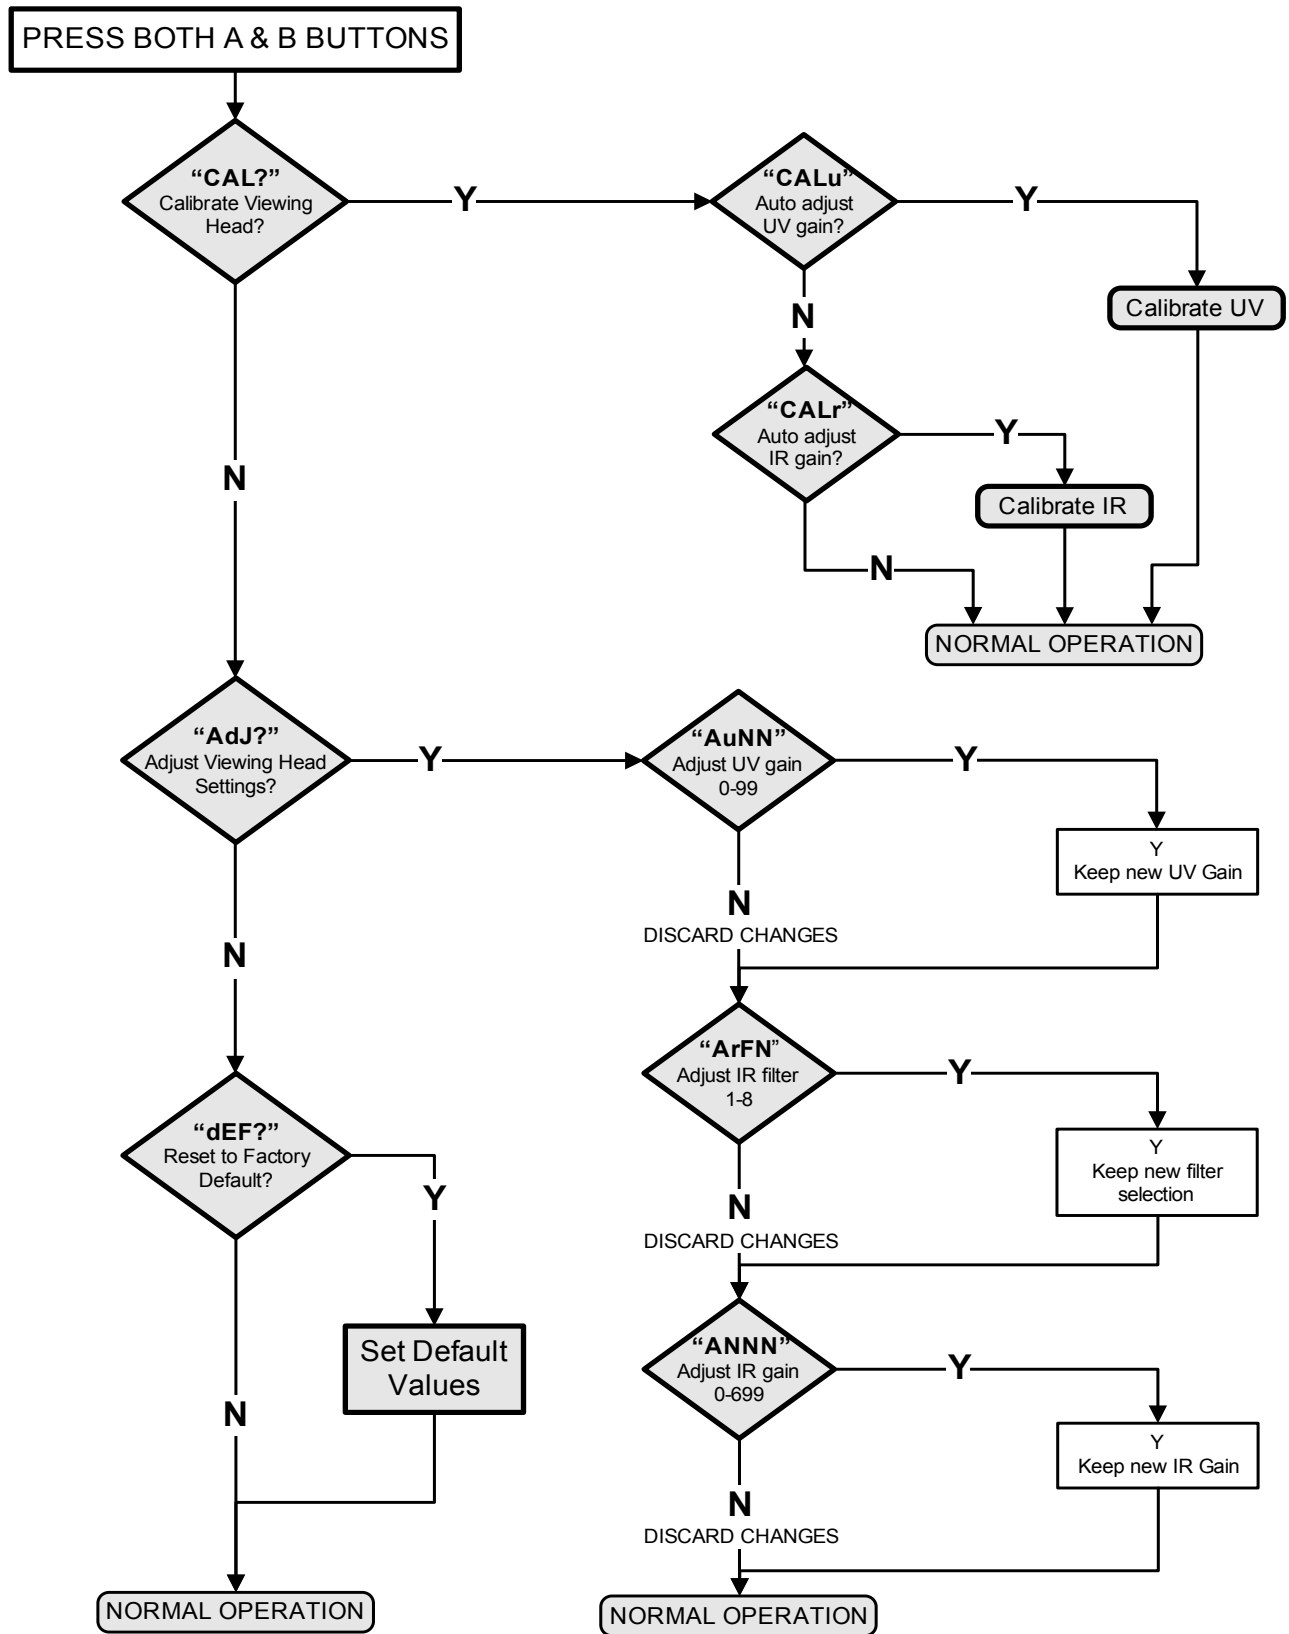 PRESS BOTH A & B BUTTONS
“CAL?”
Calibrate Viewing
Head?
Y
“CALu”
Auto adjust
UV gain?
Y
Calibrate UV
N
“CALr”
Auto adjust
IR gain?
Y
Calibrate IR
N
NORMAL OPERATION
N
“AdJ?”
Adjust Viewing Head
Settings?
Y
“AuNN”
Adjust UV gain
0-99
Y
Y
Keep new UV Gain
N
DISCARD CHANGES
“ArFN”
Adjust IR filter
1-8
Y
Y
Keep new filter
selection
N
DISCARD CHANGES
“ANNN”
Adjust IR gain
0-699
Y
Y
Keep new IR Gain
N
DISCARD CHANGES
NORMAL OPERATION
N
“dEF?”
Reset to Factory
Default?
Y
Set Default
Values
N
NORMAL OPERATION